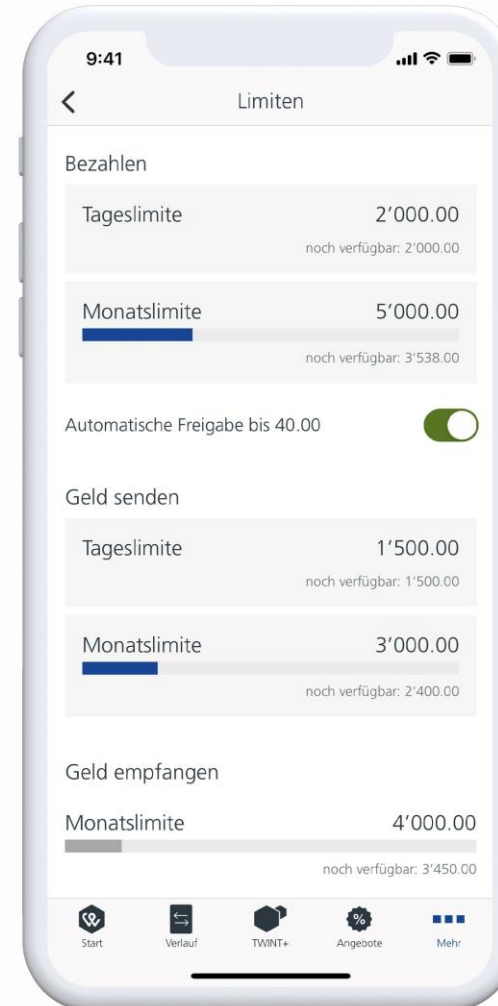 9:41
Limiten
Bezahlen
Tageslimite 2’000.00
noch verfügbar: 2’000.00
Monatslimite 5’000.00
noch verfügbar: 3’538.00
Automatische Freigabe bis 40.00
Geld senden
Tageslimite 1’500.00
noch verfügbar: 1’500.00
Monatslimite 3’000.00
noch verfügbar: 2’400.00
Geld empfangen
Monatslimite 4’000.00
noch verfügbar: 3’450.00
Start Verlauf TWINT+ Angebote Mehr